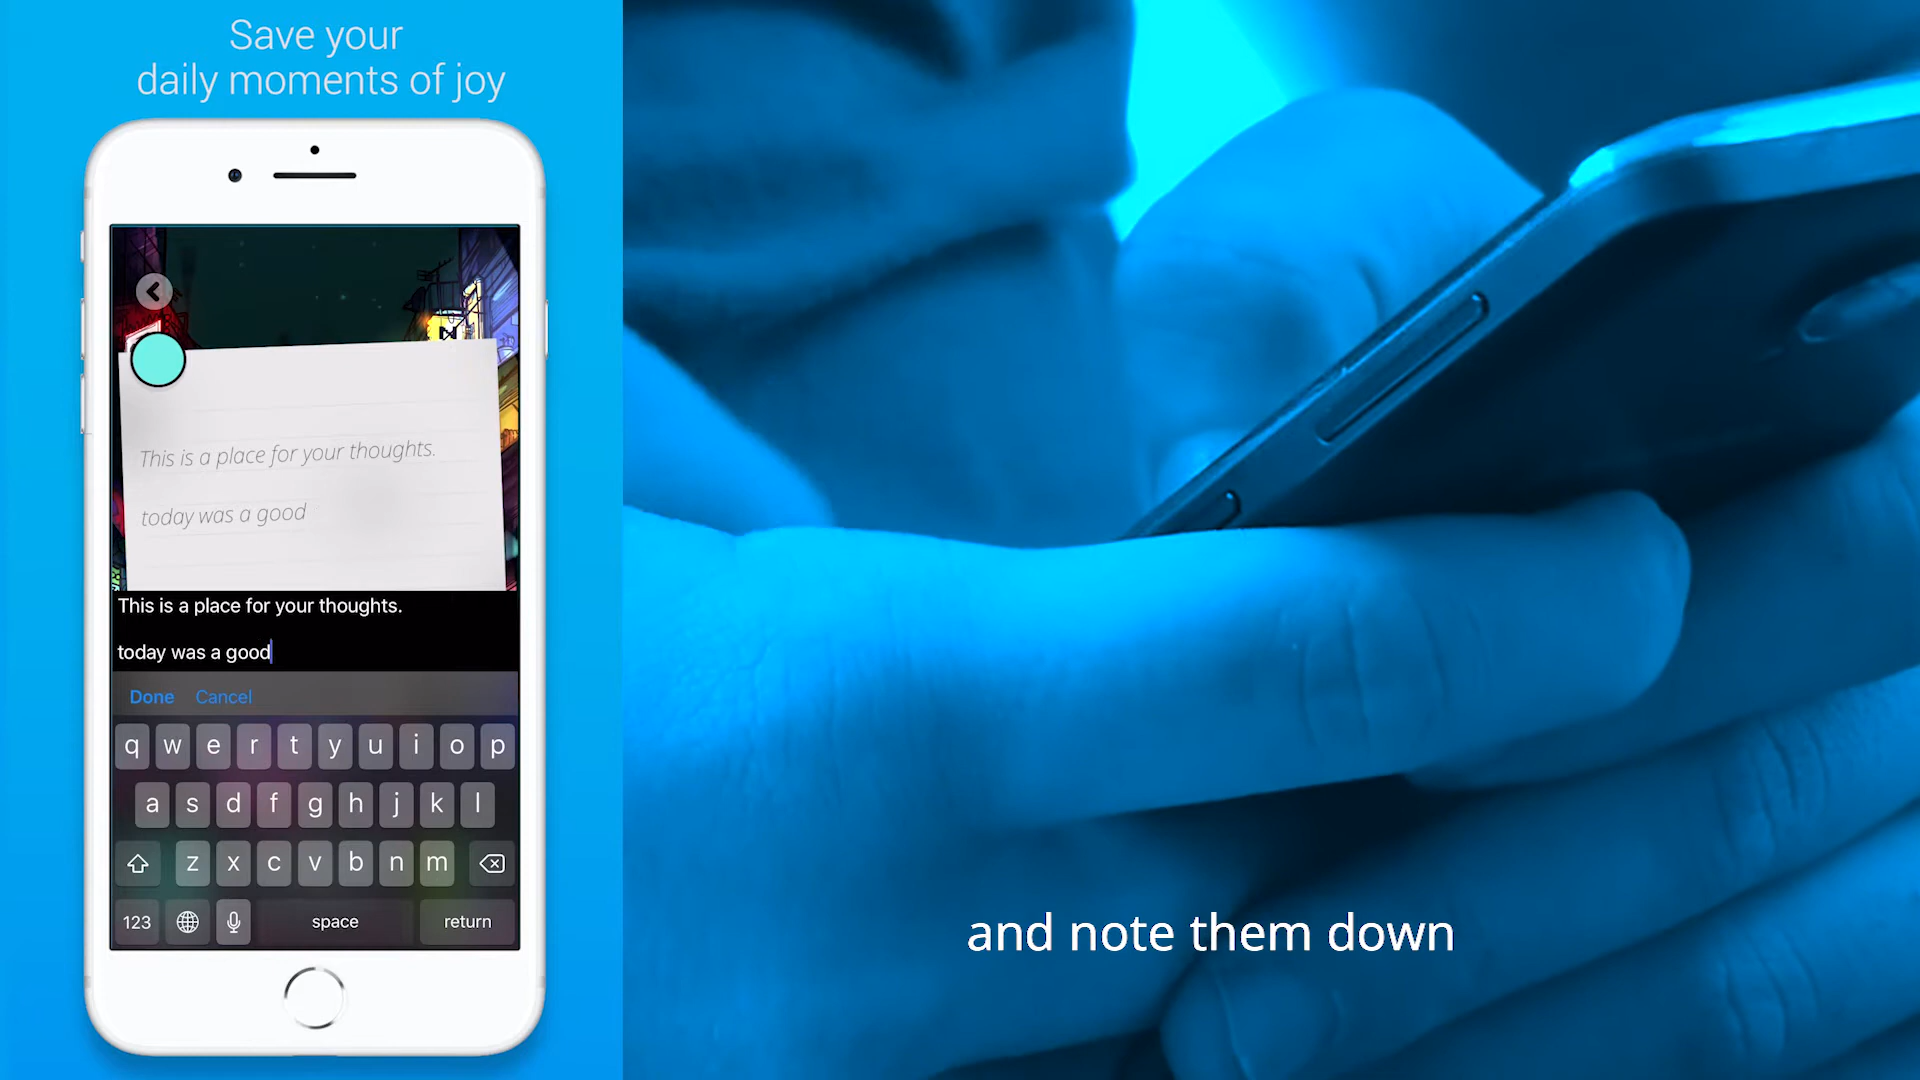 Save your
daily moments of joy
This is a place for your thoughts.
today was a good
This is a place for your thoughts.
today was a good
Done Cancel
q w e r t y u i o p
a s d f g h j k l
z x c v b n m
123 space return
and note them down